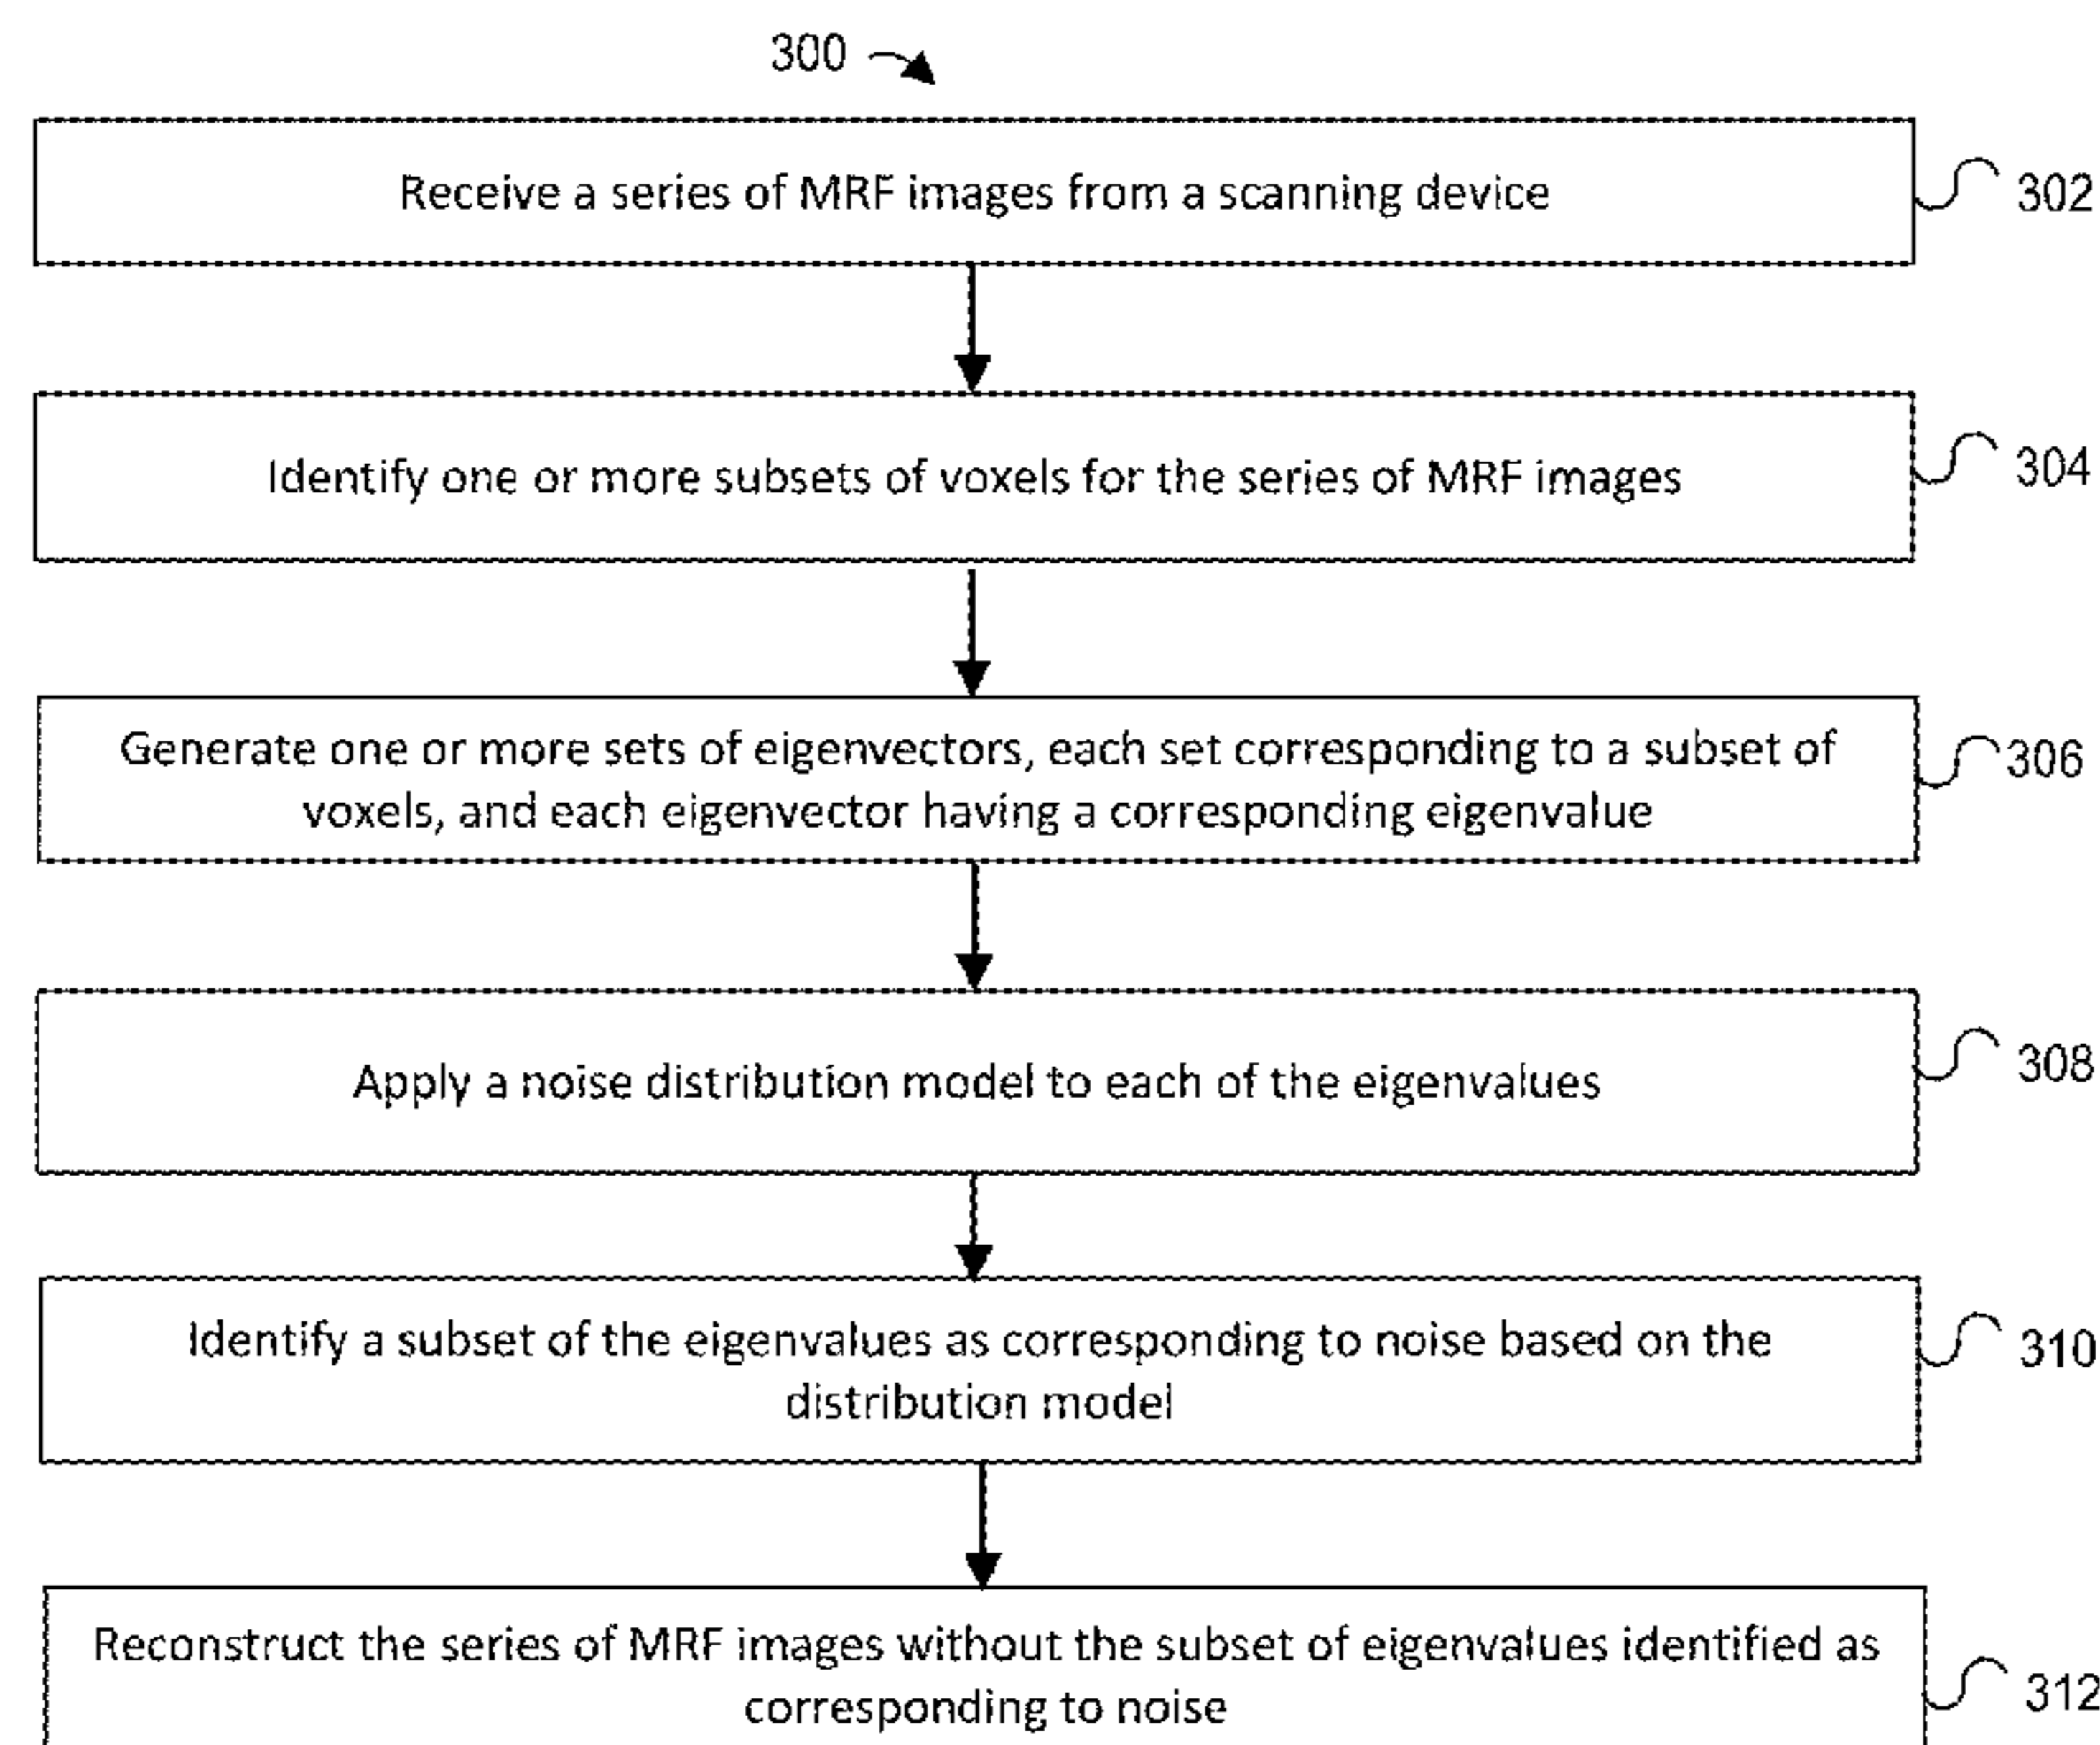 300
Receive a series of MRF images from a scanning device
302
Identify one or more subsets of voxels for the series of MRF images
304
Generate one or more sets of eigenvectors, each set corresponding to a subset of
voxels, and each eigenvector having a corresponding eigenvalue
306
Apply a noise distribution model to each of the eigenvalues
308
Identify a subset of the eigenvalues as corresponding to noise based on the
distribution model
310
Reconstruct the series of MRF images without the subset of eigenvalues identified as
corresponding to noise
312